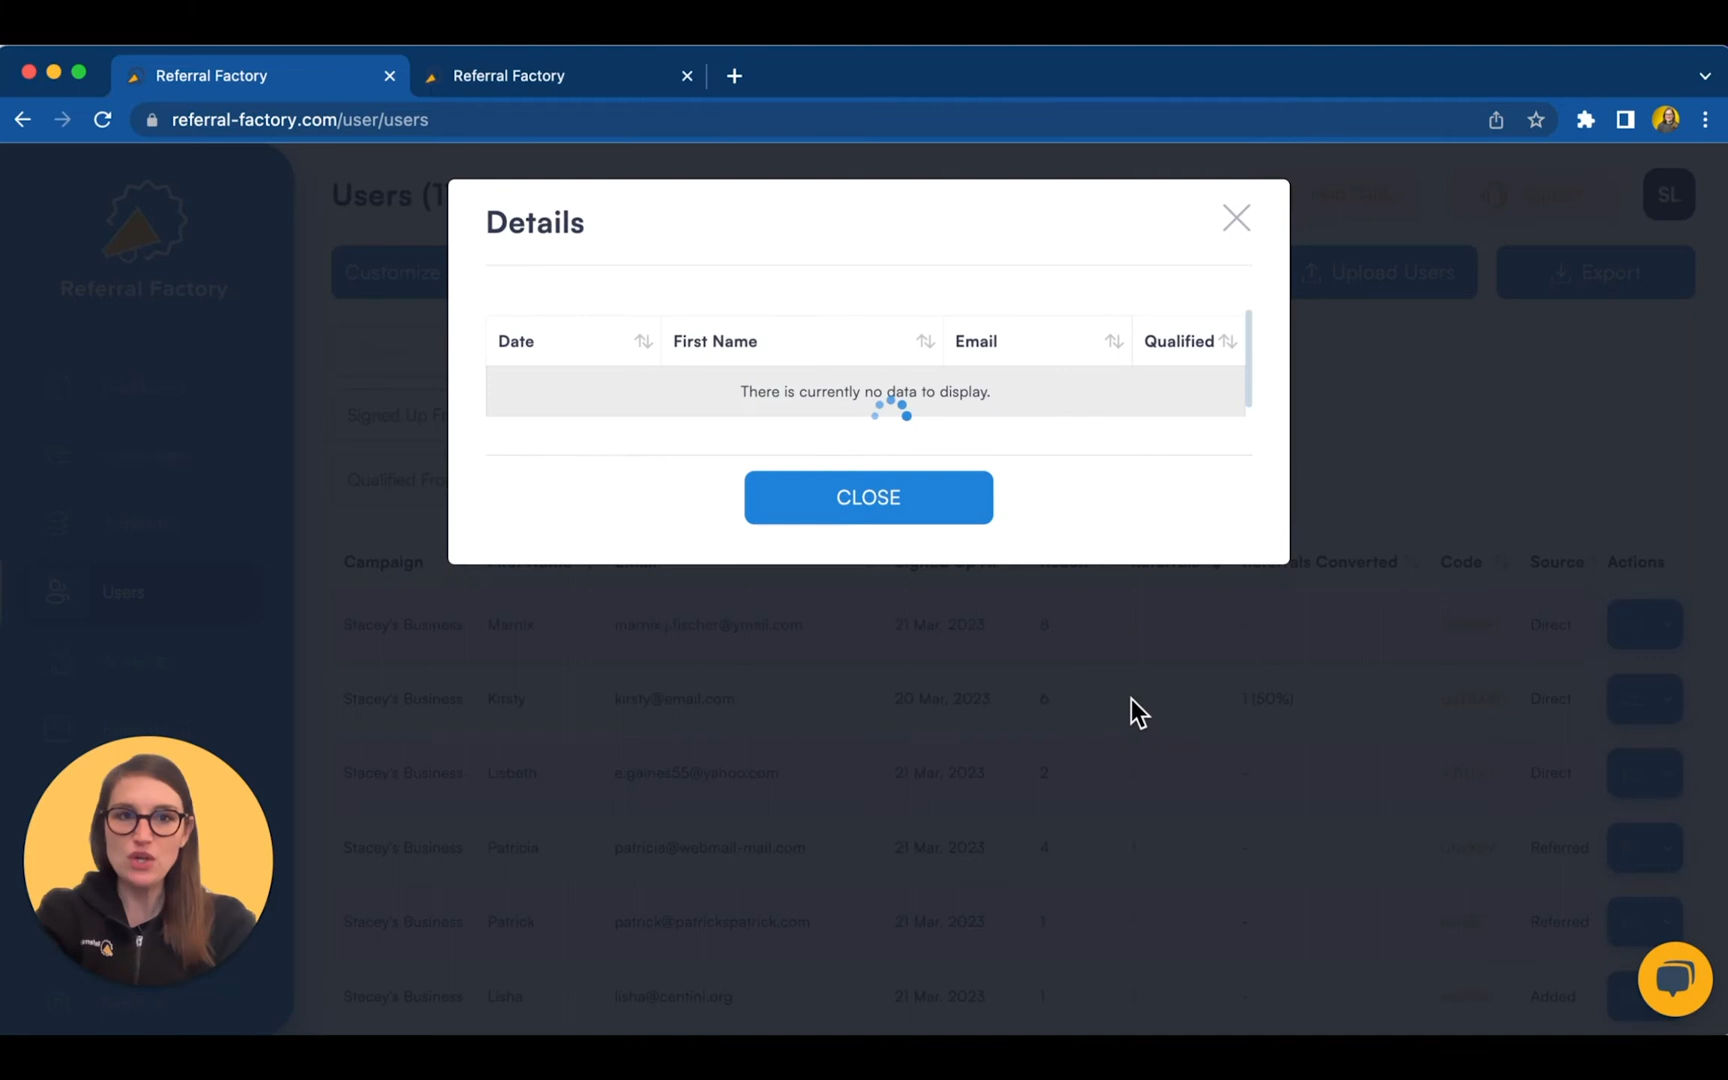 Referral Factory
Referral Factory
referral-factory.com/user/users
Users (1
SL
Details
Referral Factory
Customize
Upload Users
Export
Date
First Name
Email
Qualified
There is currently no data to display.
Signed Up Fr
Qualified Fro
CLOSE
Campaign
Converted
Code
Source
Actions
Users
Stacey's Business Marnix marnix.j.fischer@ymail.com 21 Mar, 2023 8 Direct
Stacey's Business Kirsty kirsty@email.com 20 Mar, 2023 6 1 (50%) Direct
Stacey's Business Lisbeth e.gaines55@yahoo.com 21 Mar, 2023 2 - Direct
Stacey's Business Patricia patricia@webmail-mail.com 21 Mar, 2023 4 - Referred
Stacey's Business Patrick patrick@patrickspatrick.com 21 Mar, 2023 1 - Referred
Stacey's Business Lisha lisha@centini.org 21 Mar, 2023 1 - Added